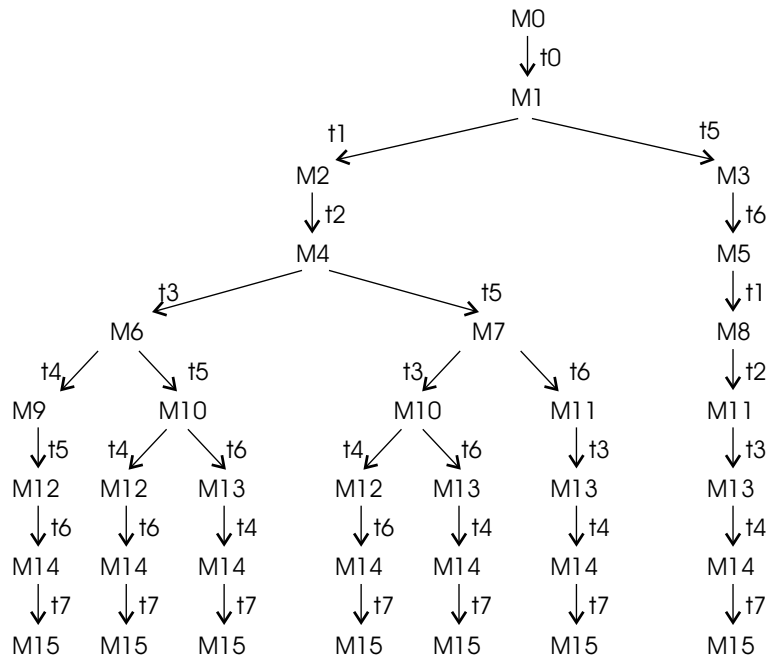 M0
t0
M1
t1 t5
M2 M3
t2 t6
M4 M5
t3 t5 t1
M6 M7 M8
t4 t5 t3 t6 t2
M9 M10 M10 M11 M11
t5 t4 t6 t4 t6 t3 t3
M12 M12 M13 M12 M13 M13 M13
t6 t6 t4 t6 t4 t4 t4
M14 M14 M14 M14 M14 M14 M14
t7 t7 t7 t7 t7 t7 t7
M15 M15 M15 M15 M15 M15 M15